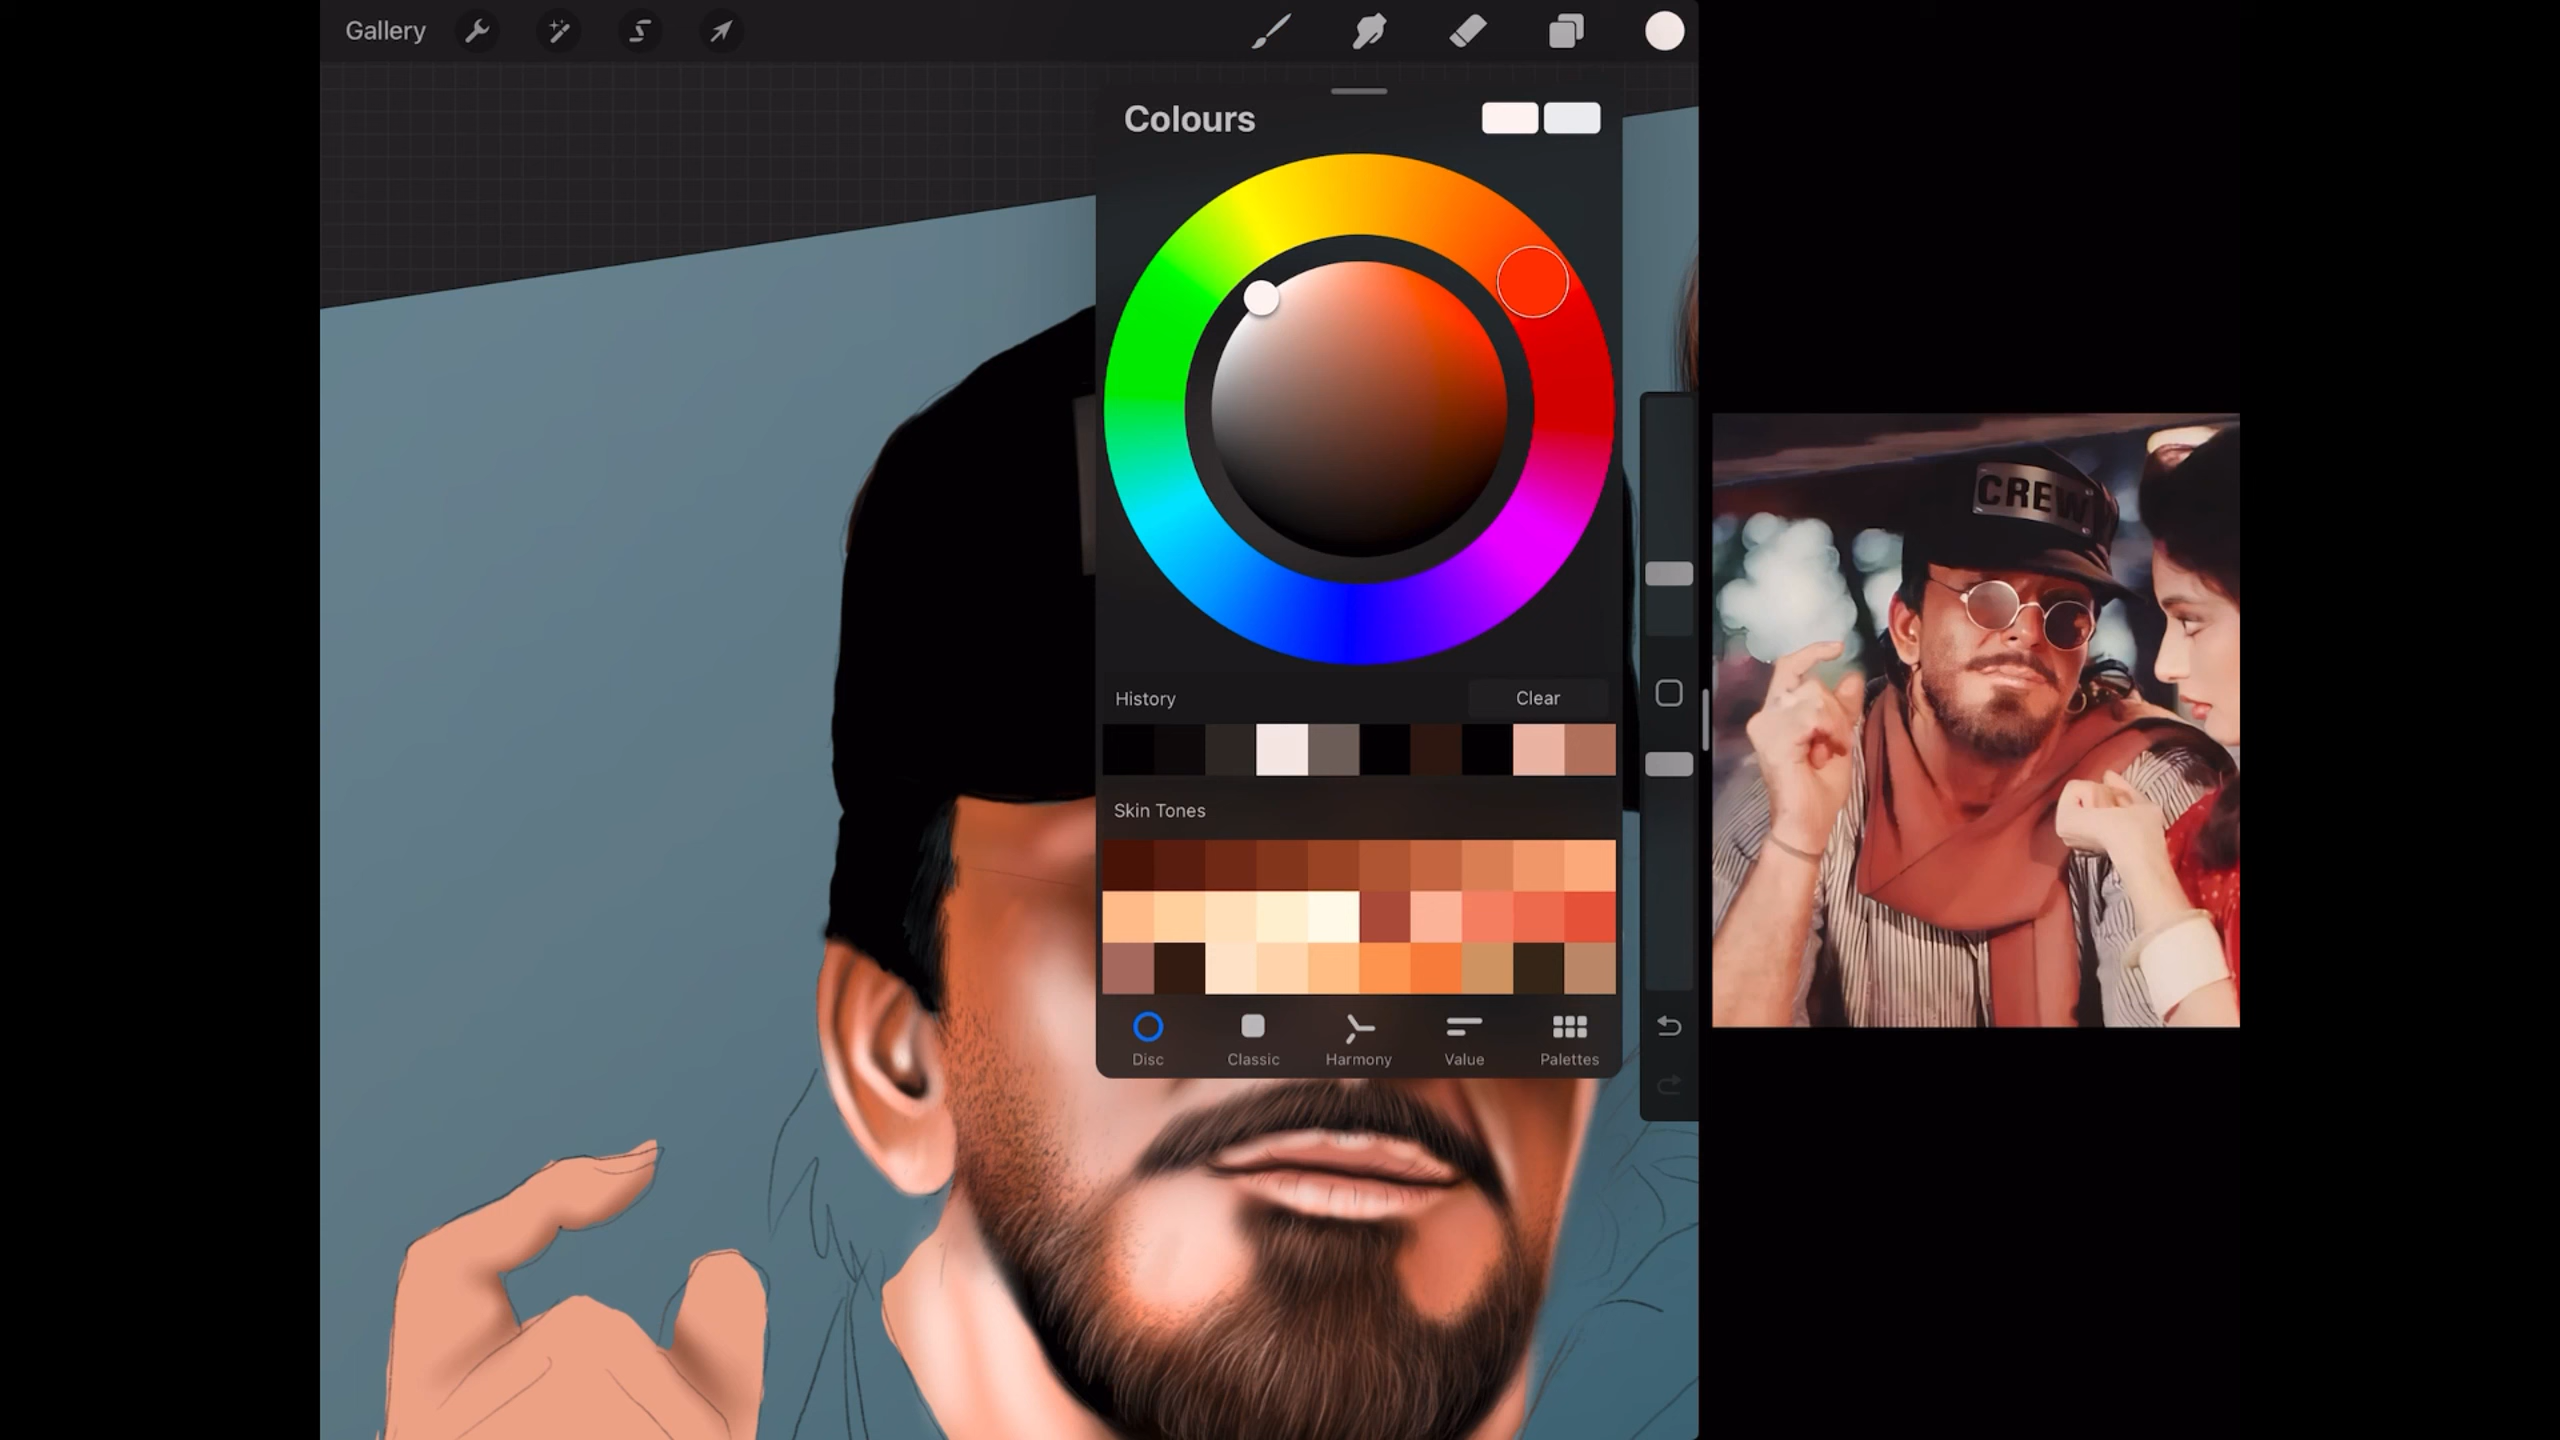 Gallery
Colours
CREW
History
Clear
Skin Tones
Disc
Classic
Harmony
Value
Palettes